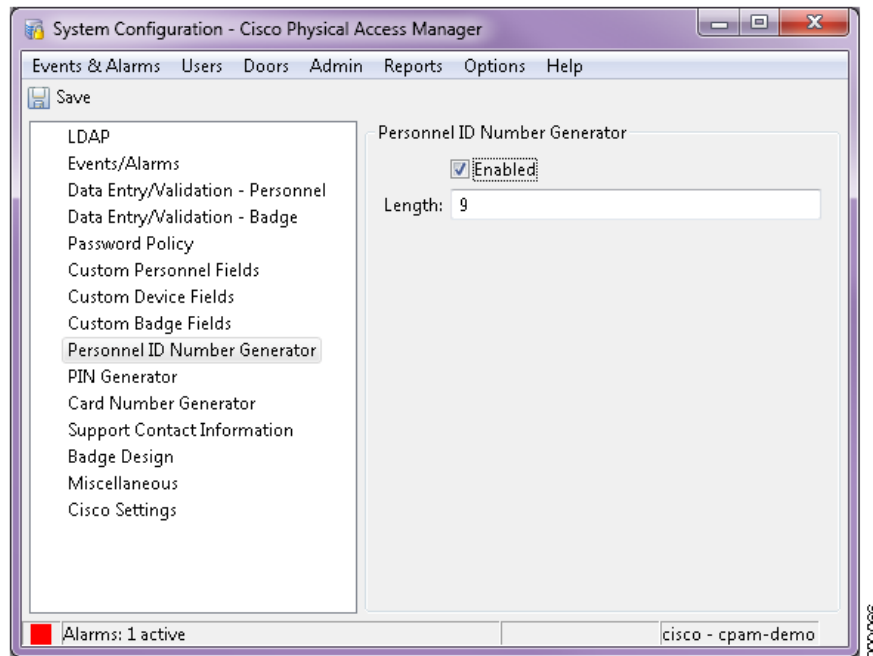 System Configuration - Cisco Physical Access Manager
Events & Alarms Users Doors Admin Reports Options Help
Save
LDAP
Events/Alarms
Data Entry/Validation - Personnel
Data Entry/Validation - Badge
Password Policy
Custom Personnel Fields
Custom Device Fields
Custom Badge Fields
Personnel ID Number Generator
PIN Generator
Card Number Generator
Support Contact Information
Badge Design
Miscellaneous
Cisco Settings
Personnel ID Number Generator
Enabled
Length: 9
Alarms: 1 active
cisco - cpam-demo